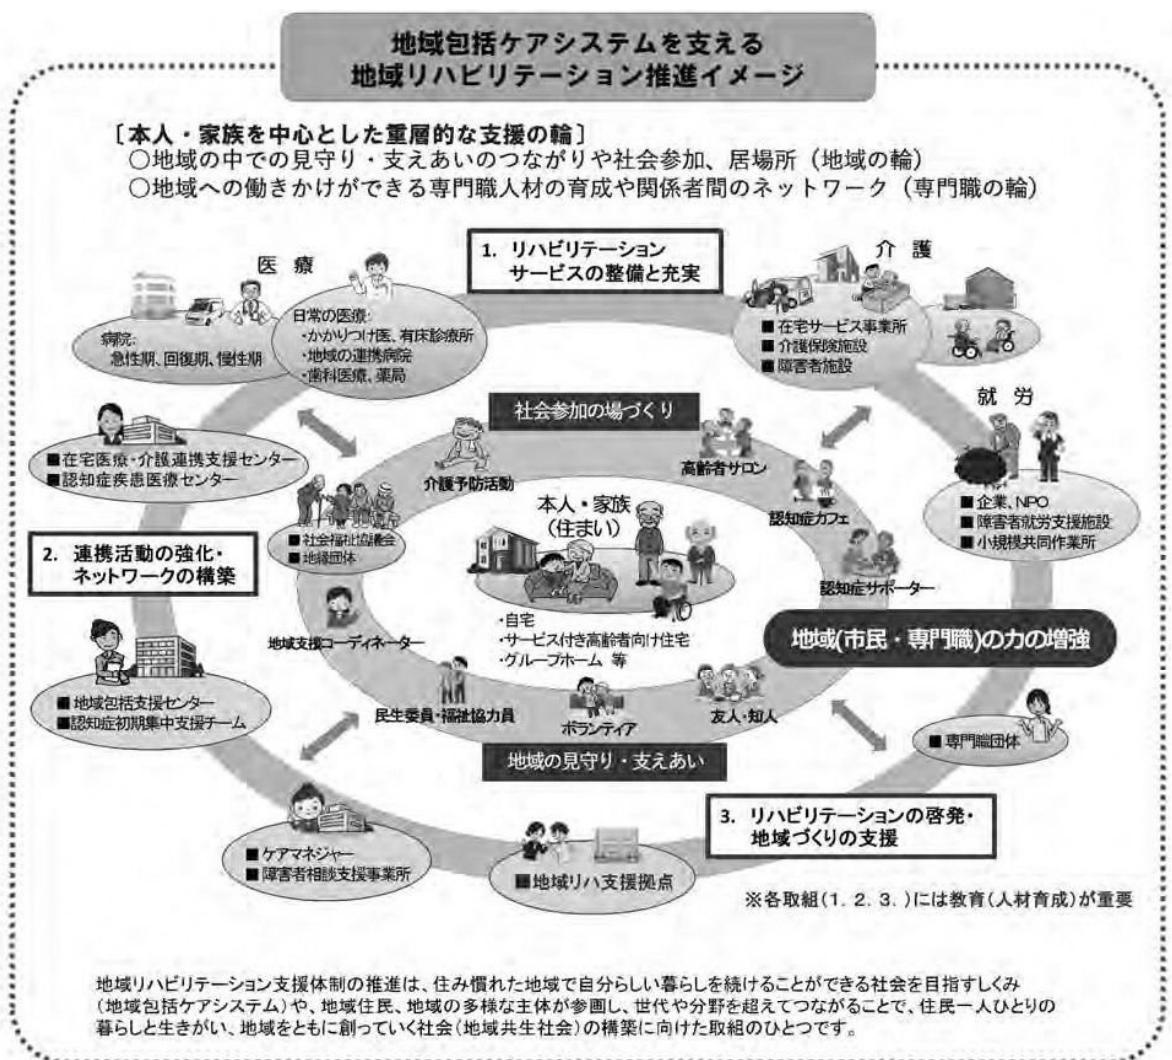 地域包括ケアシステムを支える
地域リハビリテーション推進イメージ
［本人・家族を中心とした重層的な支援の輪］
○地域の中での見守り・支えあいのつながりや社会参加、居場所（地域の輪）
○地域への働きかけができる専門職人材の育成や関係者間のネットワーク（専門職の輪）
1. リハビリテーション
サービスの整備と充実
医 療
病院:
急性期、回復期、慢性期
日常の医療:
・かかりつけ医、有床診療所
・地域の連携病院
・歯科医療、薬局
介 護
■在宅サービス事業所
■介護保険施設
■障害者施設
就 労
■企業、NPO
■障害者就労支援施設
■小規模共同作業所
■在宅医療・介護連携支援センター
■認知症疾患医療センター
社会参加の場づくり
介護予防活動
高齢者サロン
認知症カフェ
認知症サポーター
■社会福祉協議会
■地縁団体
本人・家族
（住まい）
・自宅
・サービス付き高齢者向け住宅
・グループホーム 等
2. 連携活動の強化・
ネットワークの構築
地域支援コーディネーター
民生委員・福祉協力員
ボランティア
友人・知人
地域の見守り・支えあい
地域(市民・専門職)の力の増強
■地域包括支援センター
■認知症初期集中支援チーム
■専門職団体
3. リハビリテーションの啓発・
地域づくりの支援
■ケアマネジャー
■障害者相談支援事業所
■地域リハ支援拠点
※各取組(1. 2. 3. )には教育(人材育成)が重要
地域リハビリテーション支援体制の推進は、住み慣れた地域で自分らしい暮らしを続けることができる社会を目指すしくみ
（地域包括ケアシステム）や、地域住民、地域の多様な主体が参画し、世代や分野を超えてつながることで、住民一人ひとりの
暮らしと生きがい、地域をともに創っていく社会（地域共生社会）の構築に向けた取組のひとつです。